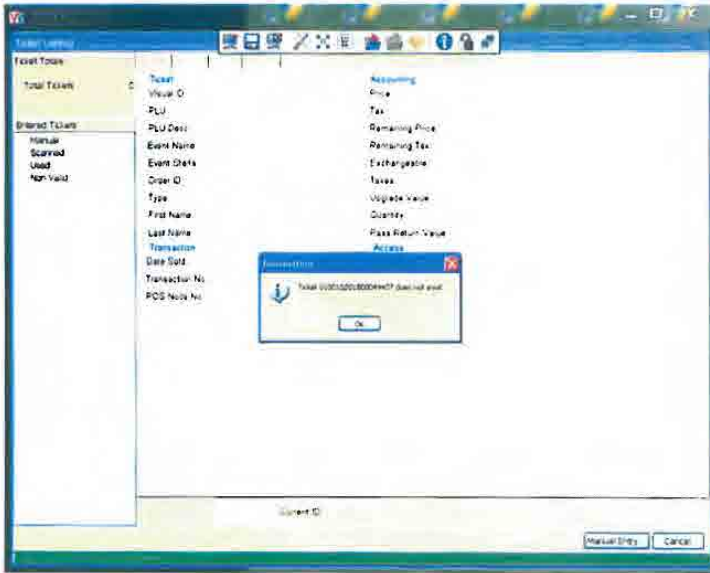 Ticket Totals
Total Tickets
Entered Tickets
Manual
Scanned
Used
Non Valid
Ticket
Visual ID
PLU
PLU Desc
Event Name
Event Starts
Order ID
Type
First Name
Last Name
Transaction
Date Sold
Transaction No
POS Node No
Accounting
Price
Tax
Remaining Price
Remaining Tax
Exchangeable
Taxes
Upgrade Value
Quantity
Pass Return Value
Access
Ticket does not exist
Ok
Current ID
Manual Entry
Cancel